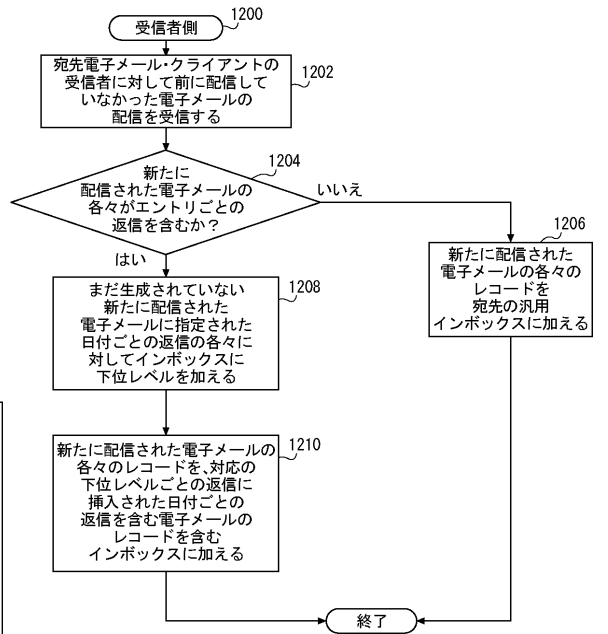 受信者側
1200
宛先電子メール・クライアントの
受信者に対して前に配信して
いなかった電子メールの
配信を受信する
1202
新たに
配信された電子メールの
各々がエントリごとの
返信を含むか?
1204
いいえ
はい
新たに配信された
電子メールの各々の
レコードを
宛先の汎用
インボックスに加える
1206
まだ生成されていない
新たに配信された
電子メールに指定された
日付ごとの返信の各々に
対してインボックスに
下位レベルを加える
1208
新たに配信された電子メールの
各々のレコードを、対応の
下位レベルごとの返信に
挿入された日付ごとの
返信を含む電子メールの
レコードを含む
インボックスに加える
1210
終了